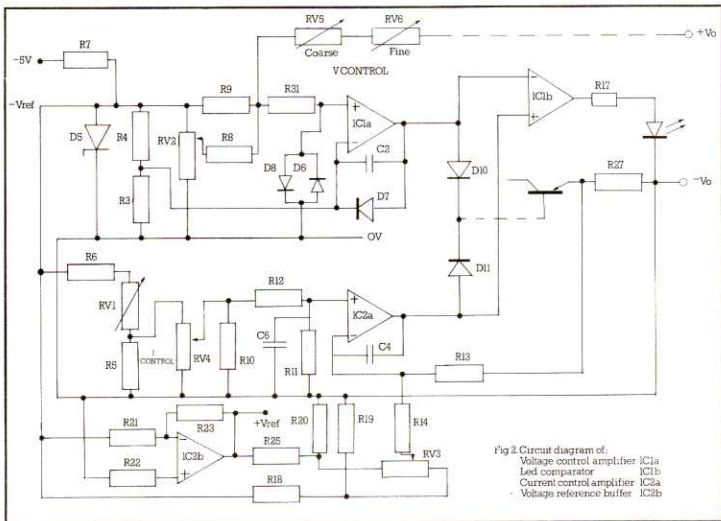 RV5
RV6
+Vo
Coarse
Fine
R7
-5V
V CONTROL
-Vref
R9
R31
R17
IC1b
IC1a
D5
R4
RV2
R8
C2
D8
D6
D10
R27
-Vo
R3
D7
OV
D11
R6
R12
RV1
IC2a
I
CONTROL
RV4
R10
C6
C4
R5
R11
R13
R21
R23
+Vref
R20
R19
R14
R25
IC2b
RV3
R22
R18
Fig 2. Circuit diagram of:
Voltage control amplifier IC1a
Led comparator IC1b
Current control amplifier IC2a
Voltage reference buffer IC2b